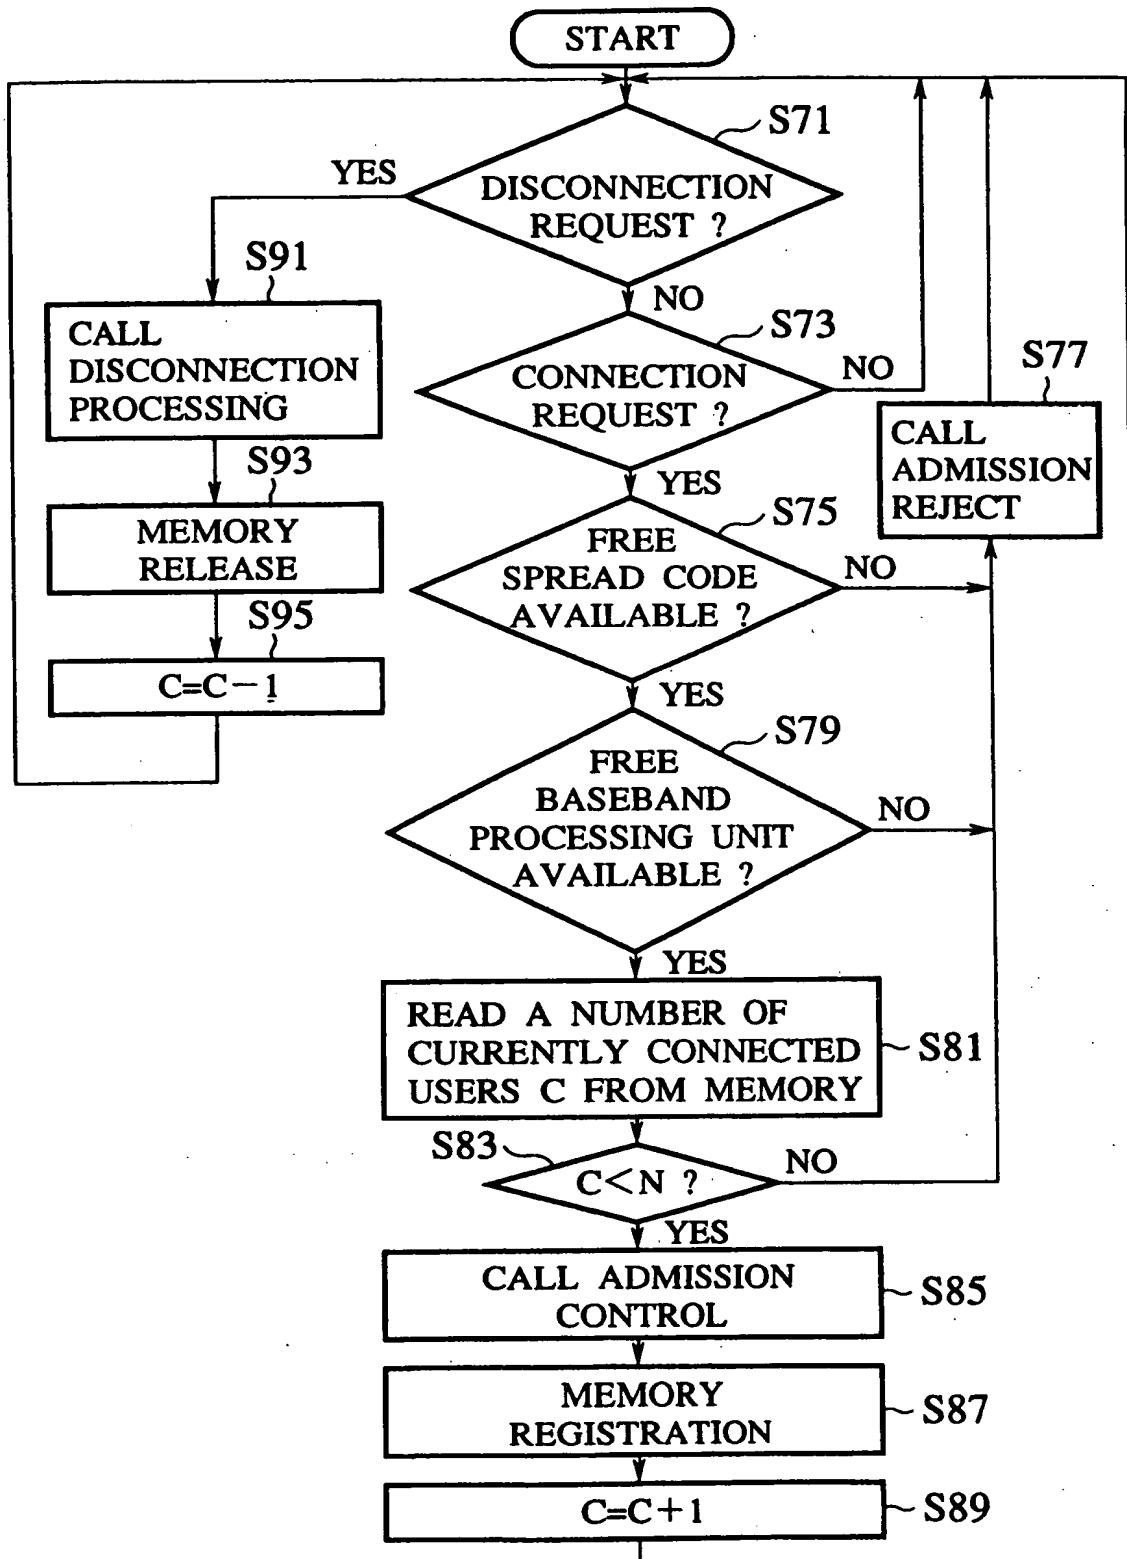 START
S71
YES
DISCONNECTION
REQUEST ?
S91
NO
CALL
DISCONNECTION
PROCESSING
S73
CONNECTION
REQUEST ?
NO
S77
CALL
ADMISSION
REJECT
S93
YES
MEMORY
RELEASE
S75
FREE
SPREAD CODE
AVAILABLE ?
NO
S95
C=C-1
YES
S79
FREE
BASEBAND
PROCESSING UNIT
AVAILABLE ?
NO
YES
READ A NUMBER OF
CURRENTLY CONNECTED
USERS C FROM MEMORY
S81
S83
C<N ?
NO
YES
CALL ADMISSION
CONTROL
S85
MEMORY
REGISTRATION
S87
C=C+1
S89